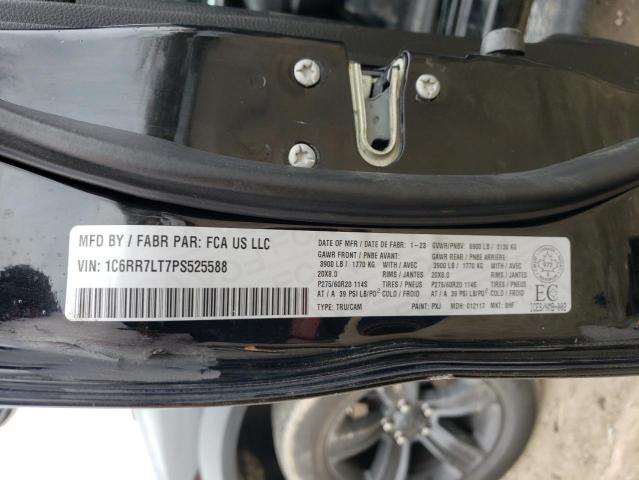 MFD BY / FABR PAR: FCA US LLC
VIN: 1C6RR7LT7PS525588
DATE OF MFR / DATE DE FABR: 1-23 GVWR/PNBV: 6900 LB / 3130 KG
GAWR FRONT / PNBE AVANT: GAWR REAR / PNBE ARRIERE:
3900 LB / 1770 KG WITH / AVEC 3900 LB / 1770 KG WITH / AVEC
20X8.0 RIMS / JANTES 20X8.0 RIMS / JANTES
P275/60R20 114S TIRES / PNEUS P275/60R20 114S TIRES / PNEUS
AT / A 39 PSI LB/PO² AT / A 39 PSI LB/PO²
TYPE: TRU/CAM PAINT: PXJ MDH: 012117 MKT: BHF
EC